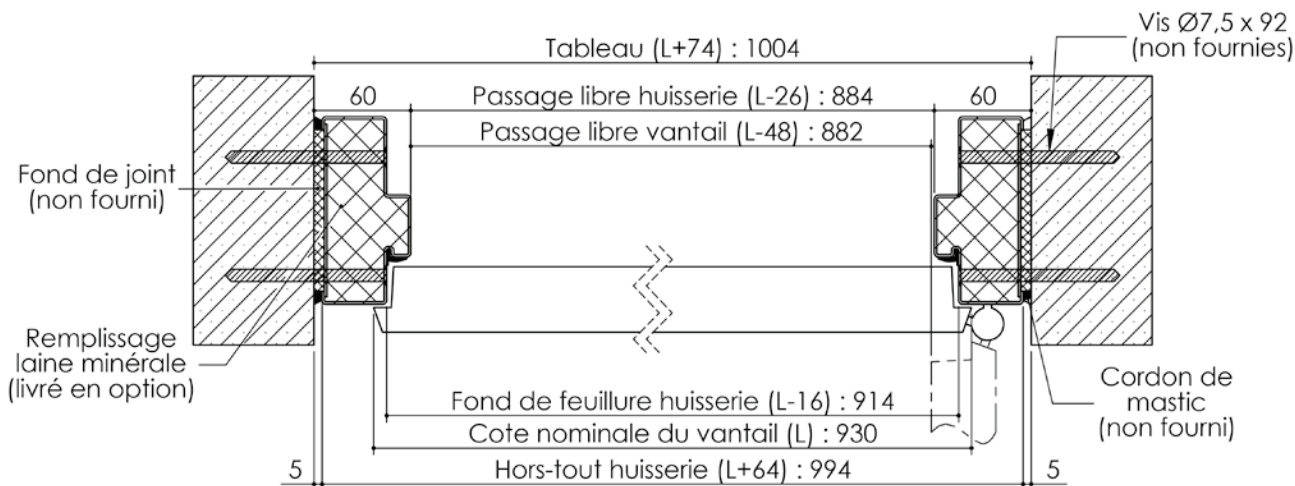 Vis Ø7,5 x 92
(non fournies)
Tableau (L+74) : 1004
60
Passage libre huisserie (L-26) : 884
60
Passage libre vantail (L-48) : 882
Fond de joint
(non fourni)
Remplissage
laine minérale
(livré en option)
Cordon de
mastic
(non fourni)
Fond de feuillure huisserie (L-16) : 914
Cote nominale du vantail (L) : 930
5
Hors-tout huisserie (L+64) : 994
5